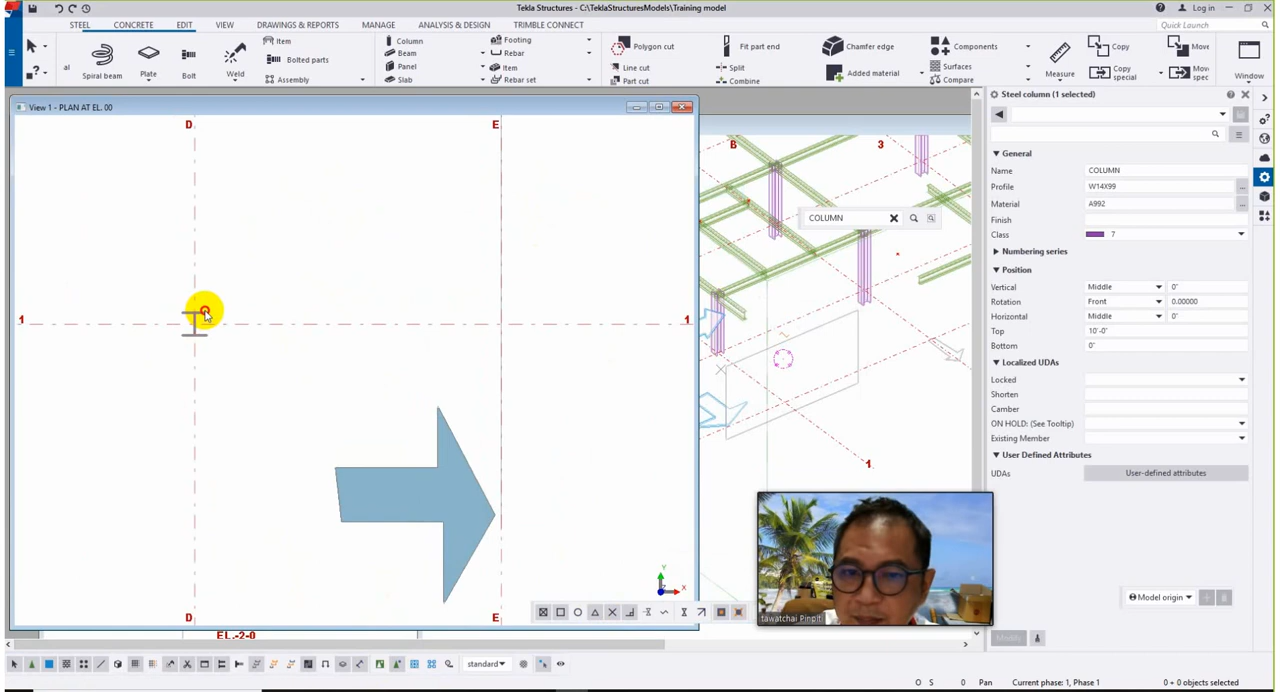 Tekla Structures - C:\TeklaStructuresModels\Training model
Log in
STEEL CONCRETE EDIT VIEW DRAWINGS & REPORTS MANAGE ANALYSIS & DESIGN TRIMBLE CONNECT
Quick Launch
al
Spiral beam
Plate
Bolt
Weld
Item
Bolted parts
Assembly
Column
Beam
Panel
Slab
Footing
Rebar
Item
Rebar set
Polygon cut
Line cut
Part cut
Fit part end
Split
Combine
Chamfer edge
Added material
Components
Surfaces
Compare
Measure
Copy
Copy special
Move
Move spec
Window
View 1 - PLAN AT EL. 00
D E
1 1
D E
Y
X
EL.-2-0
B 3
COLUMN
1
tawatchai Pinpit
Steel column (1 selected)
General
Name COLUMN
Profile W14X99
Material A992
Finish
Class 7
Numbering series
Position
Vertical Middle 0"
Rotation Front 0.00000
Horizontal Middle 0"
Top 10'-0"
Bottom 0"
Localized UDAs
Locked
Shorten
Camber
ON HOLD: (See Tooltip)
Existing Member
User Defined Attributes
UDAs User-defined attributes
Model origin
Modify
standard
O S 0 Pan Current phase: 1, Phase 1 0 + 0 objects selected